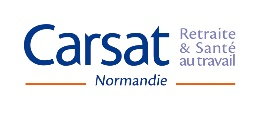 Carsat
Retraite
& Santé
au travail
Normandie